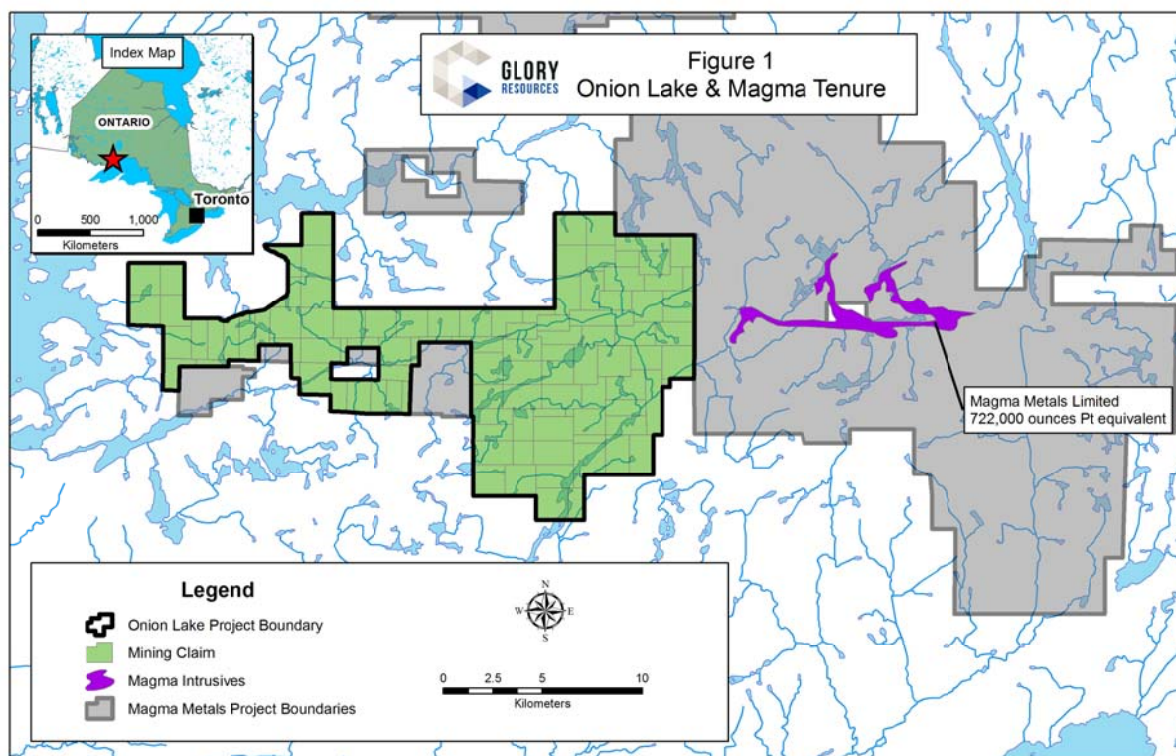 Index Map
ONTARIO
Toronto
0 500 1,000
Kilometers
GLORY
RESOURCES
Figure 1
Onion Lake & Magma Tenure
Magma Metals Limited
722,000 ounces Pt equivalent
Legend
Onion Lake Project Boundary
Mining Claim
Magma Intrusives
Magma Metals Project Boundaries
N
W E
S
0 2.5 5 10
Kilometers